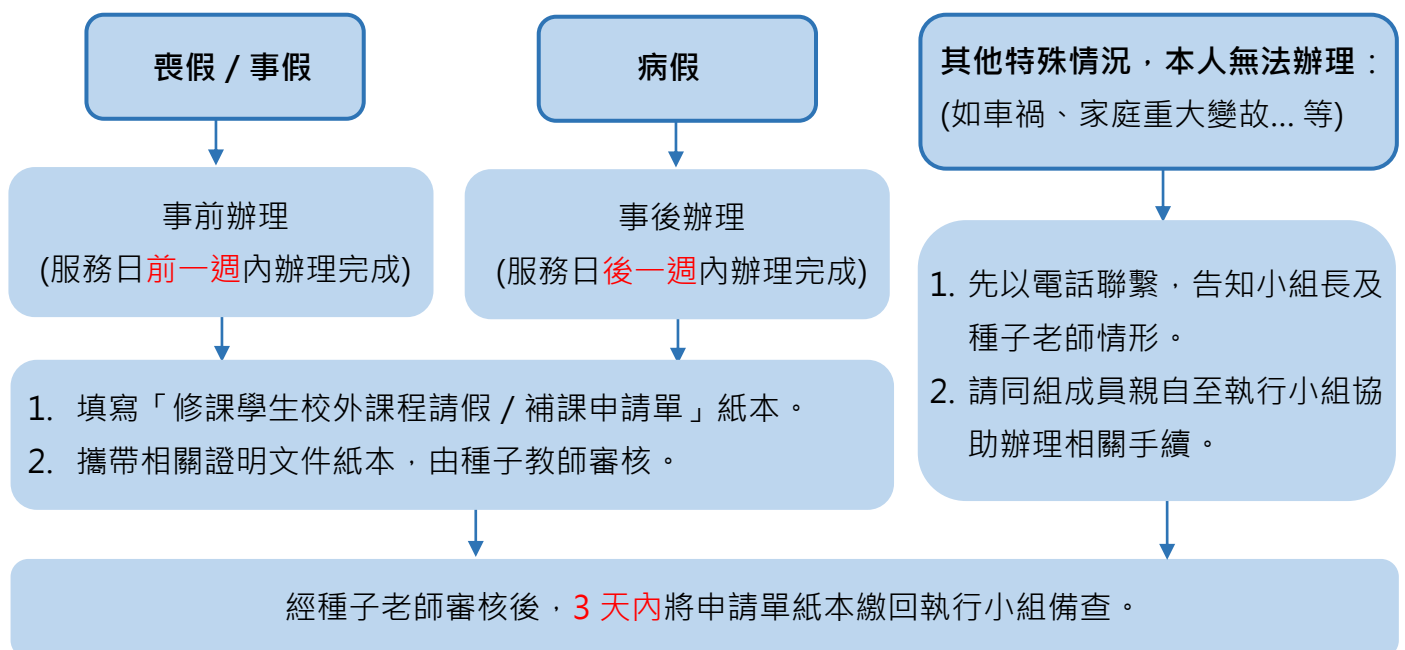 喪假 / 事假
病假
其他特殊情況，本人無法辦理：
(如車禍、家庭重大變故... 等)
事前辦理
(服務日前一週內辦理完成)
事後辦理
(服務日後一週內辦理完成)
1. 先以電話聯繫，告知小組長及
種子老師情形。
2. 請同組成員親自至執行小組協
助辦理相關手續。
1. 填寫「修課學生校外課程請假 / 補課申請單」紙本。
2. 攜帶相關證明文件紙本，由種子教師審核。
經種子老師審核後，3 天內將申請單紙本繳回執行小組備查。